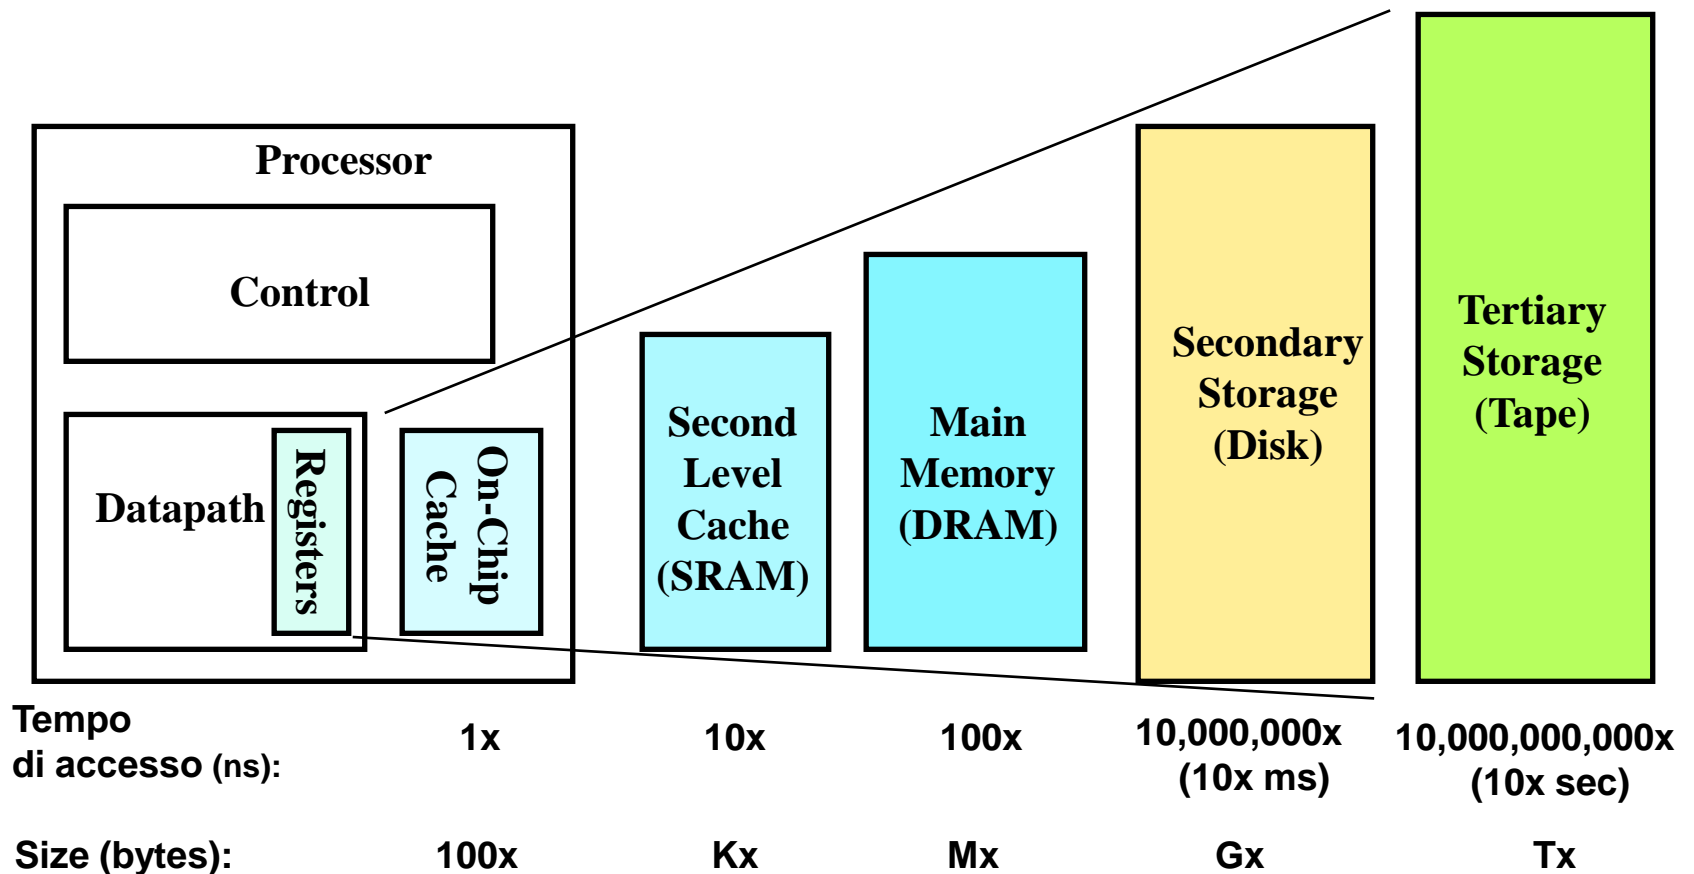 Processor
Control
Datapath
Registers
On-Chip
Cache
Second
Level
Cache
(SRAM)
Main
Memory
(DRAM)
Secondary
Storage
(Disk)
Tertiary
Storage
(Tape)
Tempo
di accesso (ns):
1x
10x
100x
10,000,000x
(10x ms)
10,000,000,000x
(10x sec)
Size (bytes):
100x
Kx
Mx
Gx
Tx